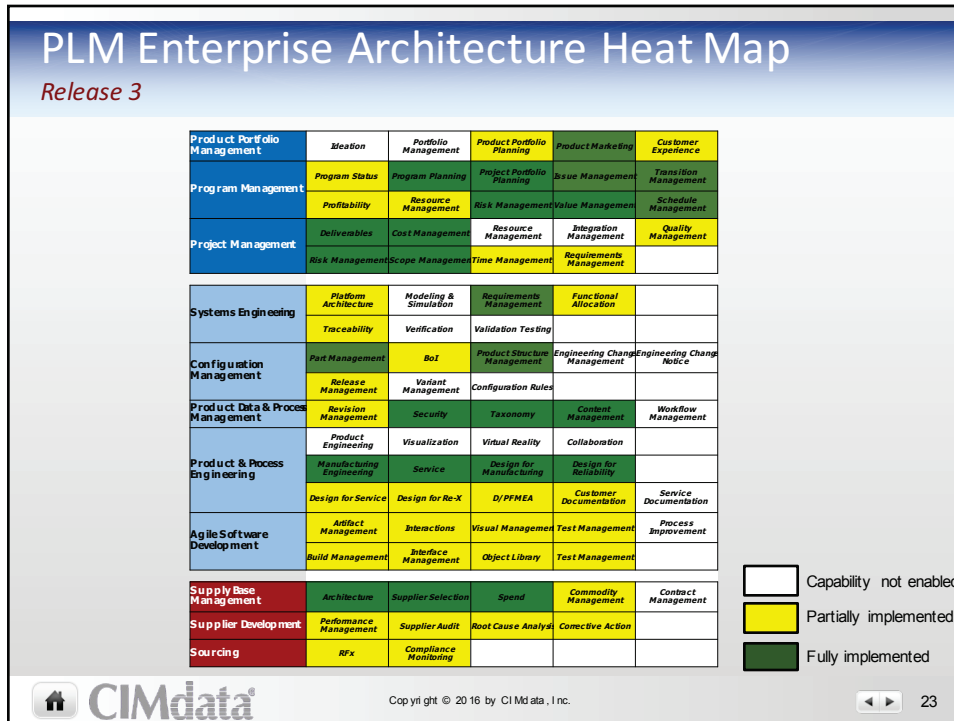 PLM Enterprise Architecture Heat Map
Release 3
Product Portfolio
Management
Ideation
Portfolio
Management
Product Portfolio
Planning
Product Marketing
Customer
Experience
Program Management
Program Status
Program Planning
Project Portfolio
Planning
Issue Management
Transition
Management
Profitability
Resource
Management
Risk Management
Value Management
Schedule
Management
Project Management
Deliverables
Cost Management
Resource
Management
Integration
Management
Quality
Management
Risk Management
Scope Managemen
Time Management
Requirements
Management
Systems Engineering
Platform
Architecture
Modeling &
Simulation
Requirements
Management
Functional
Allocation
Traceability
Verification
Validation Testing
Configuration
Management
Part Management
BoI
Product Structure
Management
Engineering Change
Management
Engineering Change
Notice
Release
Management
Variant
Management
Configuration Rules
Product Data & Process
Management
Revision
Management
Security
Taxonomy
Content
Management
Workflow
Management
Product & Process
Engineering
Product
Engineering
Visualization
Virtual Reality
Collaboration
Manufacturing
Engineering
Service
Design for
Manufacturing
Design for
Reliability
Design for Service
Design for Re-X
D/PFMEA
Customer
Documentation
Service
Documentation
Agile Software
Development
Artifact
Management
Interactions
Visual Managemen
Test Management
Process
Improvement
Build Management
Interface
Management
Object Library
Test Management
Supply Base
Management
Architecture
Supplier Selection
Spend
Commodity
Management
Contract
Management
Supplier Development
Performance
Management
Supplier Audit
Root Cause Analysis
Corrective Action
Sourcing
RFx
Compliance
Monitoring
Capability not enabled
Partially implemented
Fully implemented
CIMdata®
Copyright © 2016 by CIMdata, Inc.
23